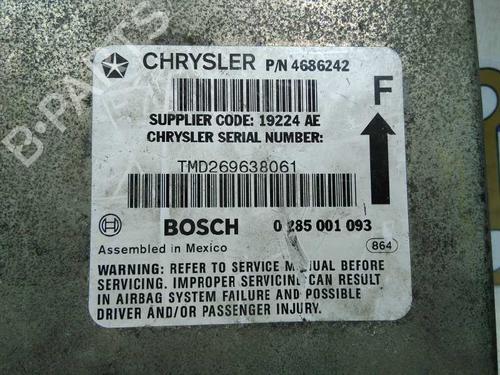 CHRYSLER P/N 4686242
F
SUPPLIER CODE: 19224 AE
CHRYSLER SERIAL NUMBER:
TMD269638061
BOSCH 0 285 001 093
Assembled in Mexico 864
WARNING: REFER TO SERVICE MANUAL BEFORE
SERVICING. IMPROPER SERVICING CAN RESULT
IN AIRBAG SYSTEM FAILURE AND POSSIBLE
DRIVER AND/OR PASSENGER INJURY.
B-PARTS